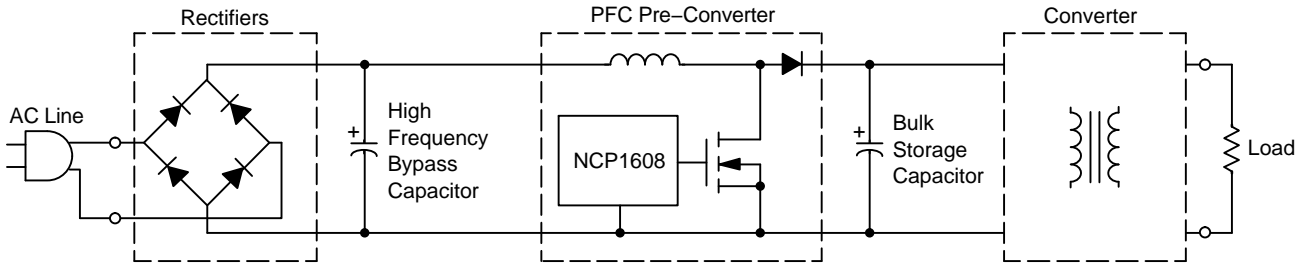 Rectifiers
PFC Pre−Converter
Converter
AC Line
+
High
Frequency
Bypass
Capacitor
NCP1608
+
Bulk
Storage
Capacitor
Load